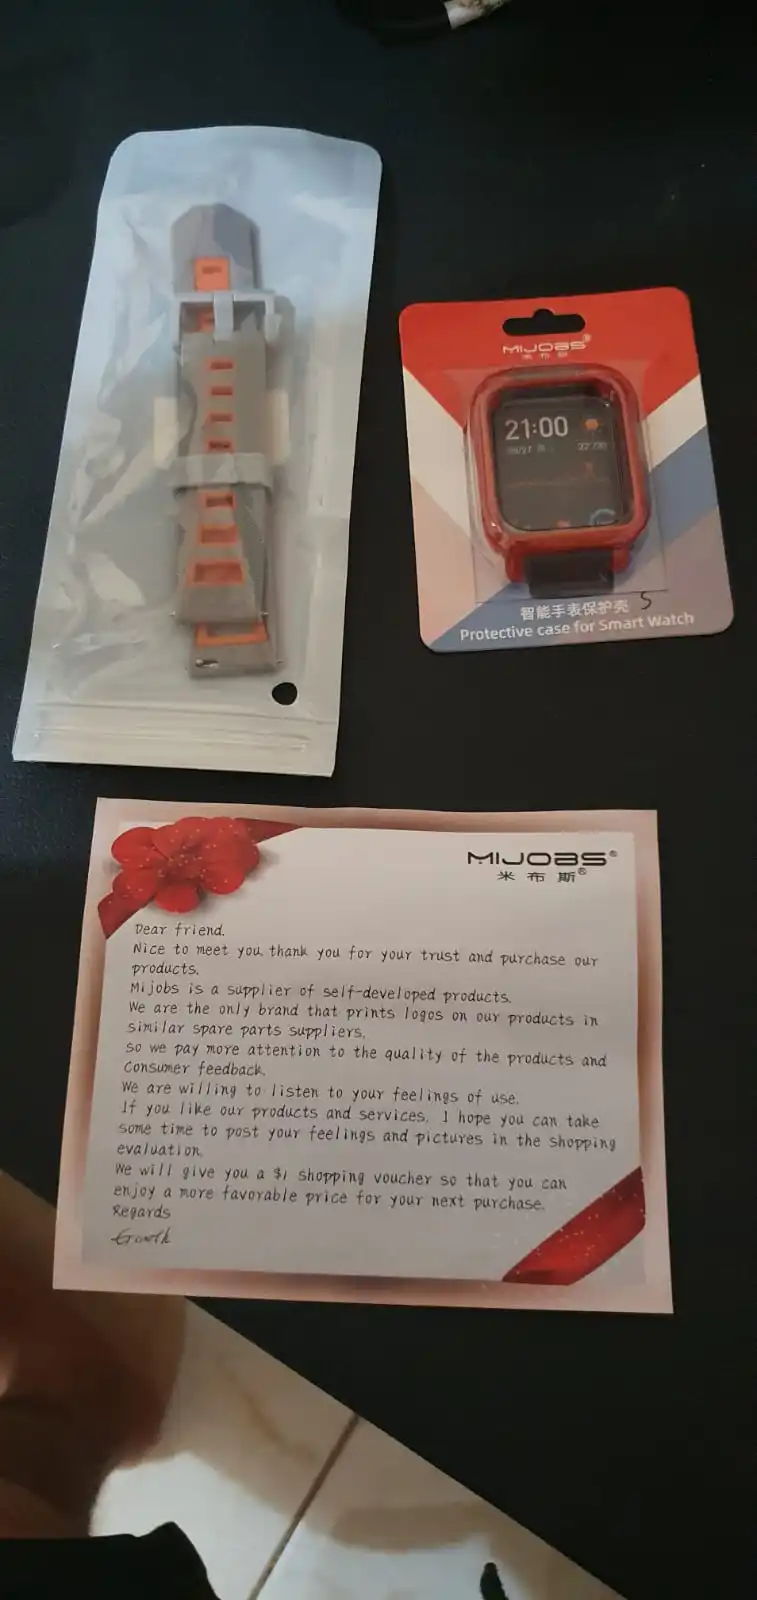 MIJOBS®
米布斯
21:00
智能手表保护壳 S
Protective case for Smart Watch
MIJOBS®
米布斯®
Dear friend.
Nice to meet you, thank you for your trust and purchase our
products.
Mijobs is a supplier of self-developed products.
We are the only brand that prints logos on our products in
similar spare parts suppliers.
so we pay more attention to the quality of the products and
Consumer feedback.
We are willing to listen to your feelings of use.
If you like our products and services, I hope you can take
some time to post your feelings and pictures in the shopping
evaluation.
We will give you a $1 shopping voucher so that you can
enjoy a more favorable price for your next purchase.
Regards